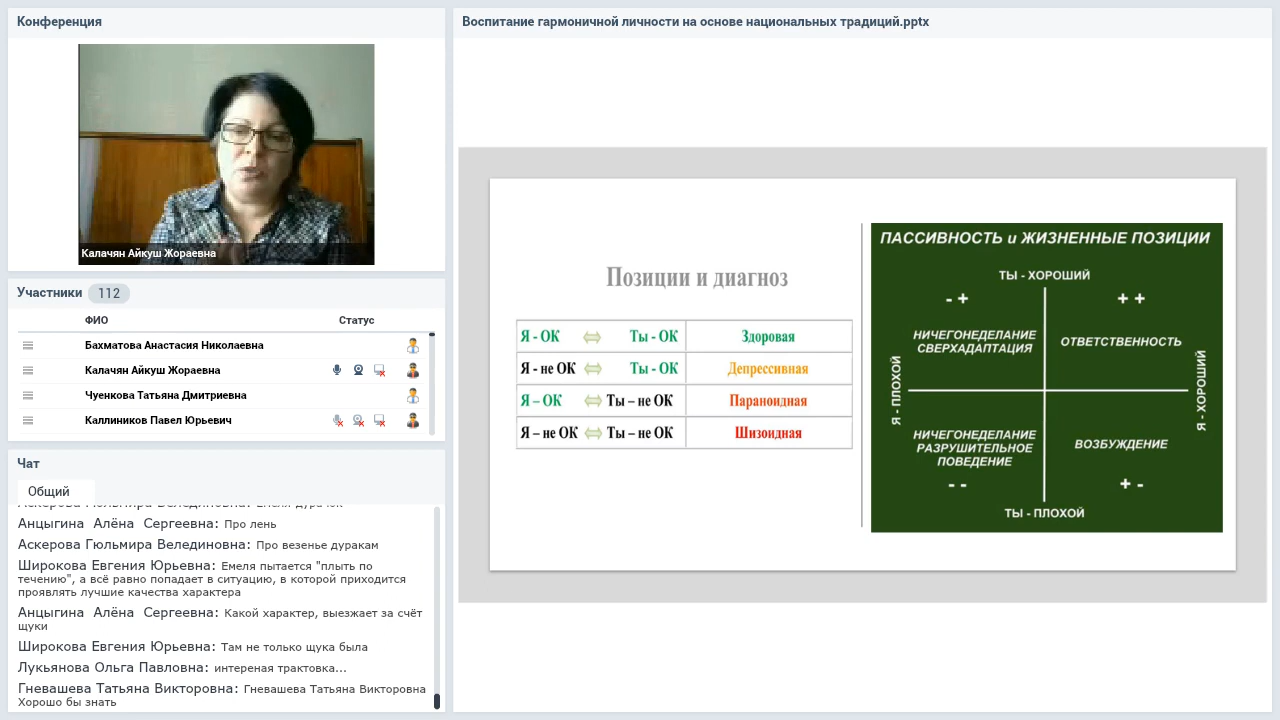 Конференция
Калачян Айкуш Жораевна
Участники 112
ФИО Статус
Бахматова Анастасия Николаевна
Калачян Айкуш Жораевна
Чуенкова Татьяна Дмитриевна
Каллиников Павел Юрьевич
Чат
Общий
Аскерова Гюльмира Велединовна: Емеля дурачок
Анцыгина Алёна Сергеевна: Про лень
Аскерова Гюльмира Велединовна: Про везенье дуракам
Широкова Евгения Юрьевна: Емеля пытается "плыть по
течению", а всё равно попадает в ситуацию, в которой приходится
проявлять лучшие качества характера
Анцыгина Алёна Сергеевна: Какой характер, выезжает за счёт
щуки
Широкова Евгения Юрьевна: Там не только щука была
Лукьянова Ольга Павловна: интереная трактовка...
Гневашева Татьяна Викторовна: Гневашева Татьяна Викторовна
Хорошо бы знать
Воспитание гармоничной личности на основе национальных традиций.pptx
Позиции и диагноз
Я - ОК Ты - ОК Здоровая
Я - не ОК Ты - ОК Депрессивная
Я – ОК Ты – не ОК Параноидная
Я – не ОК Ты – не ОК Шизоидная
ПАССИВНОСТЬ и ЖИЗНЕННЫЕ ПОЗИЦИИ
ТЫ - ХОРОШИЙ
- + + +
НИЧЕГОНЕДЕЛАНИЕ
СВЕРХАДАПТАЦИЯ
ОТВЕТСТВЕННОСТЬ
Я - ПЛОХОЙ
Я - ХОРОШИЙ
НИЧЕГОНЕДЕЛАНИЕ
РАЗРУШИТЕЛЬНОЕ
ПОВЕДЕНИЕ
ВОЗБУЖДЕНИЕ
- - + -
ТЫ - ПЛОХОЙ